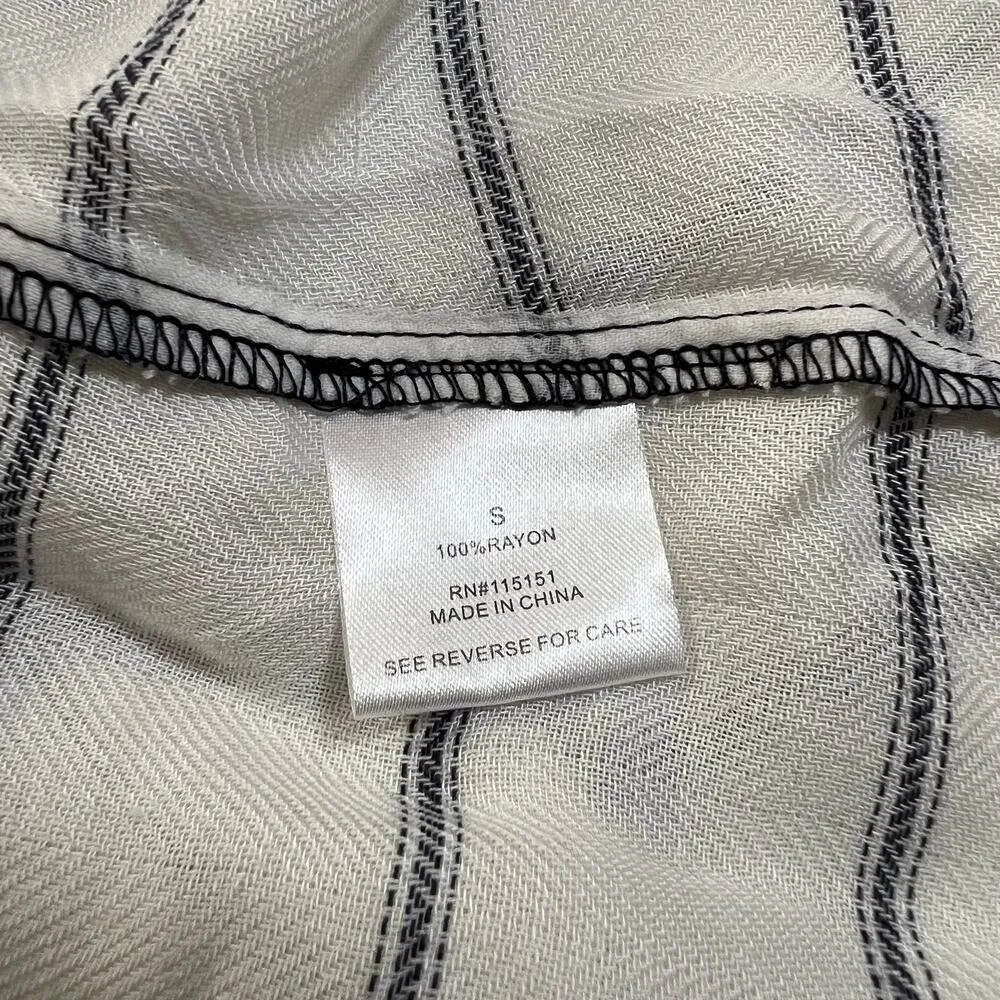 S
100%RAYON
RN#115151
MADE IN CHINA
SEE REVERSE FOR CARE